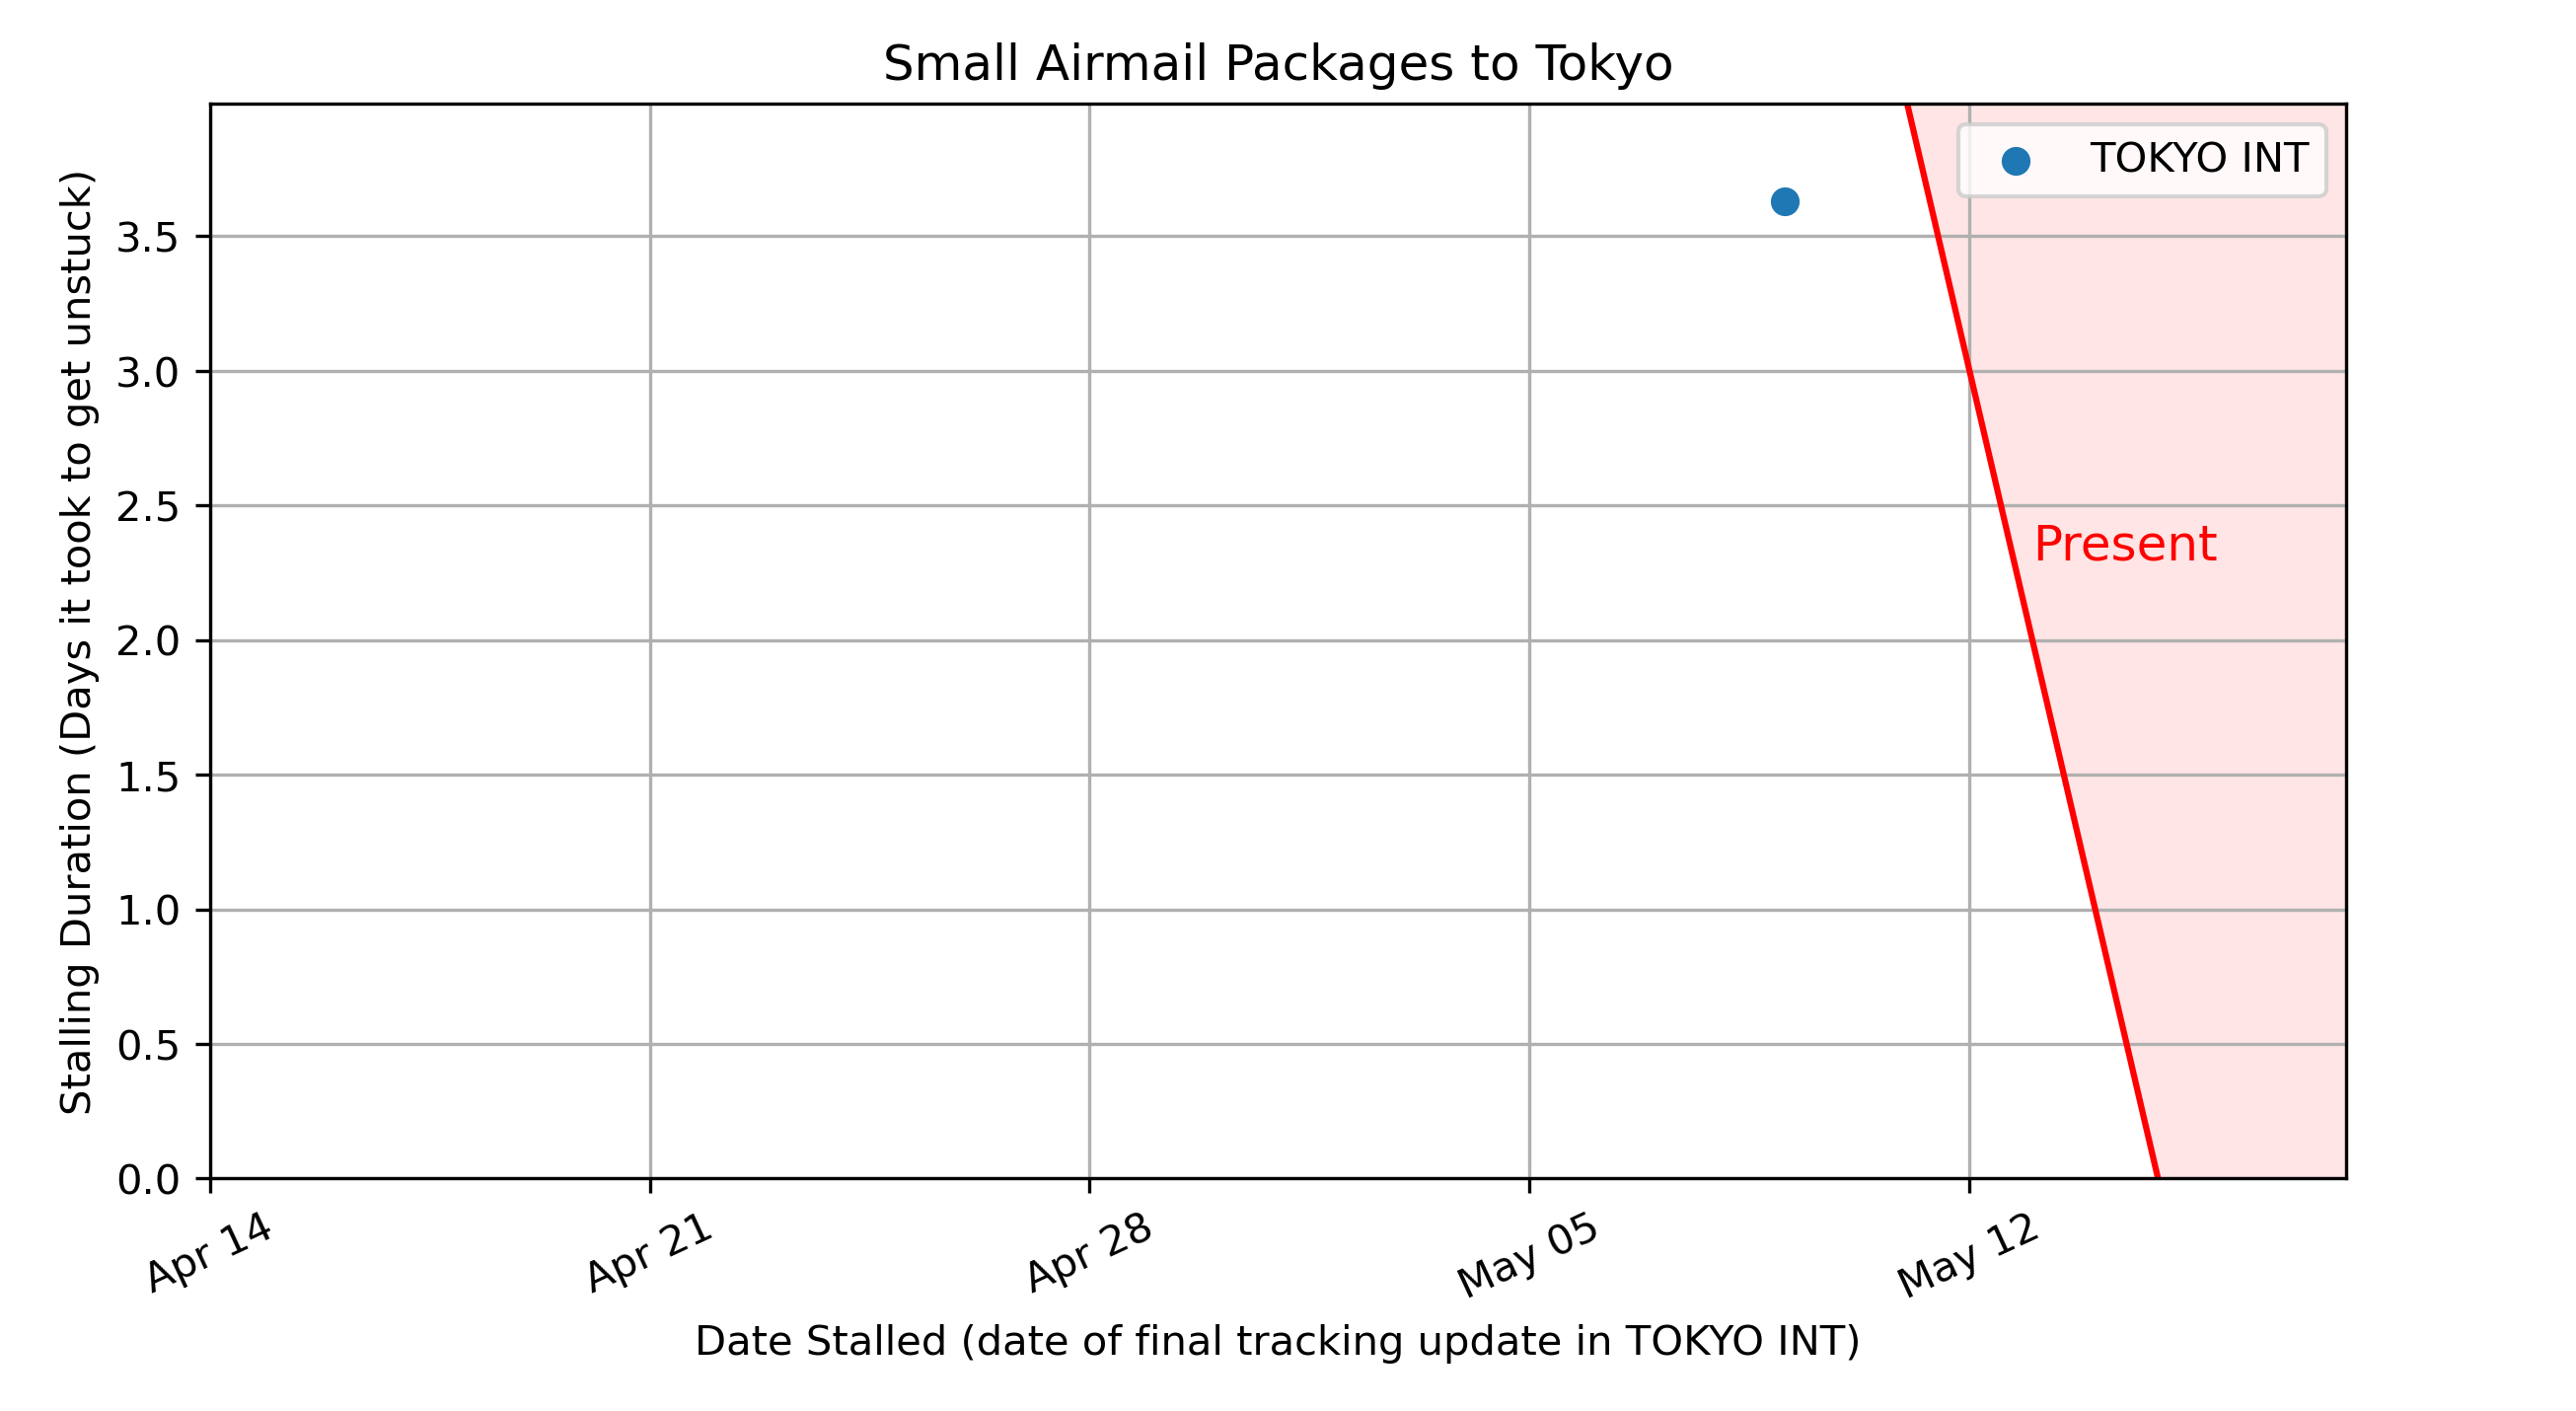 Small Airmail Packages to Tokyo
TOKYO INT
Stalling Duration (Days it took to get unstuck)
3.5
3.0
2.5
2.0
1.5
1.0
0.5
0.0
Present
Apr 14
Apr 21
Apr 28
May 05
May 12
Date Stalled (date of final tracking update in TOKYO INT)